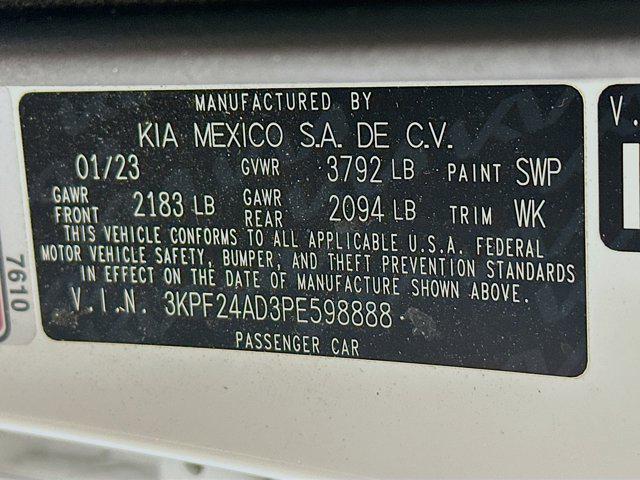 MANUFACTURED BY
KIA MEXICO S.A. DE C.V.
01/23 GVWR 3792 LB PAINT SWP
GAWR FRONT 2183 LB GAWR REAR 2094 LB TRIM WK
THIS VEHICLE CONFORMS TO ALL APPLICABLE U.S.A. FEDERAL
MOTOR VEHICLE SAFETY, BUMPER, AND THEFT PREVENTION STANDARDS
IN EFFECT ON THE DATE OF MANUFACTURE SHOWN ABOVE.
V.I.N. 3KPF24AD3PE598888
PASSENGER CAR
7610
V.